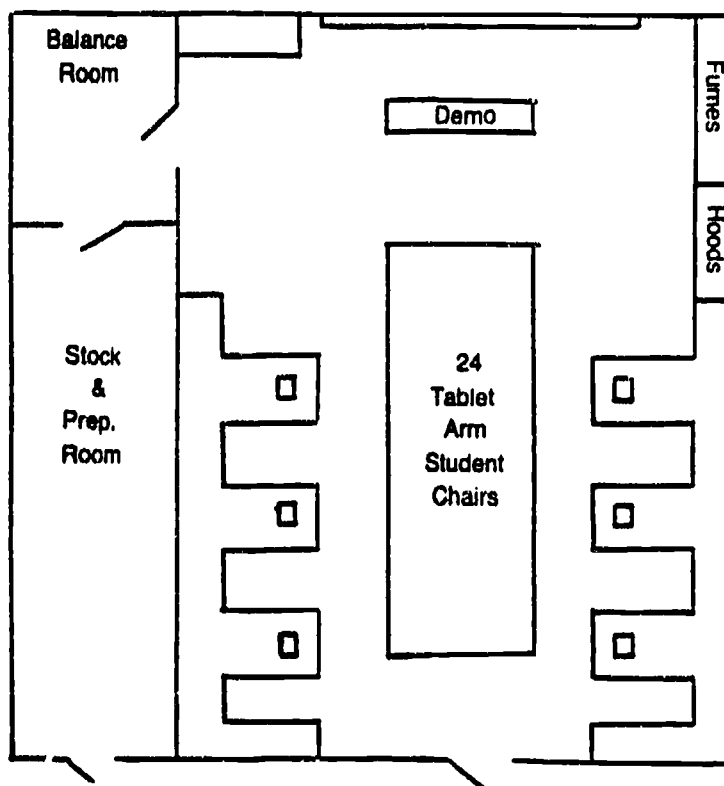 Balance
Room
Demo
Fumes
Hoods
Stock
&
Prep.
Room
24
Tablet
Arm
Student
Chairs